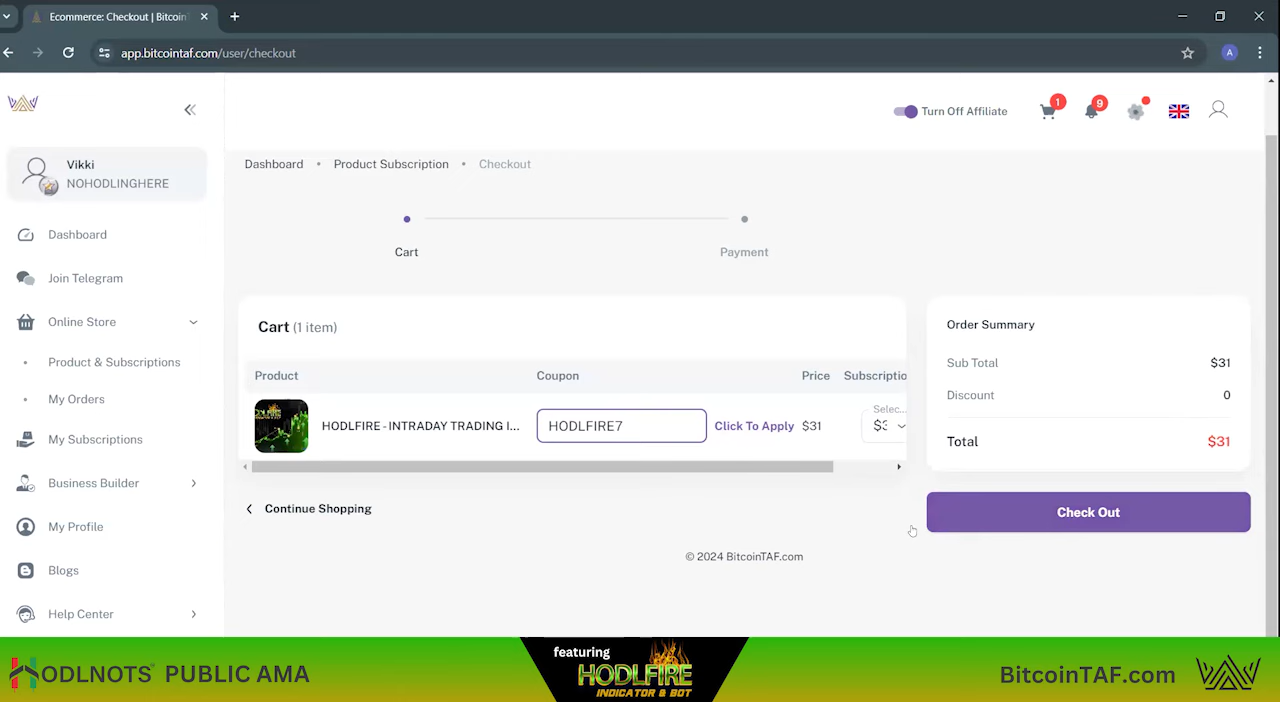 Ecommerce: Checkout | Bitcoin
app.bitcointaf.com/user/checkout
A
Turn Off Affiliate
1
9
Vikki
NOHODLINGHERE
Dashboard
Join Telegram
Online Store
Product & Subscriptions
My Orders
My Subscriptions
Business Builder
My Profile
Blogs
Help Center
Dashboard • Product Subscription • Checkout
Cart
Payment
Cart (1 item)
Product Coupon Price Subscriptio
Selec...
HODLFIRE - INTRADAY TRADING I... HODLFIRE7 Click To Apply $31
Continue Shopping
Order Summary
Sub Total $31
Discount 0
Total $31
Check Out
© 2024 BitcoinTAF.com
HODLNOTS® PUBLIC AMA
featuring
HODLFIRE
INDICATOR & BOT
BitcoinTAF.com